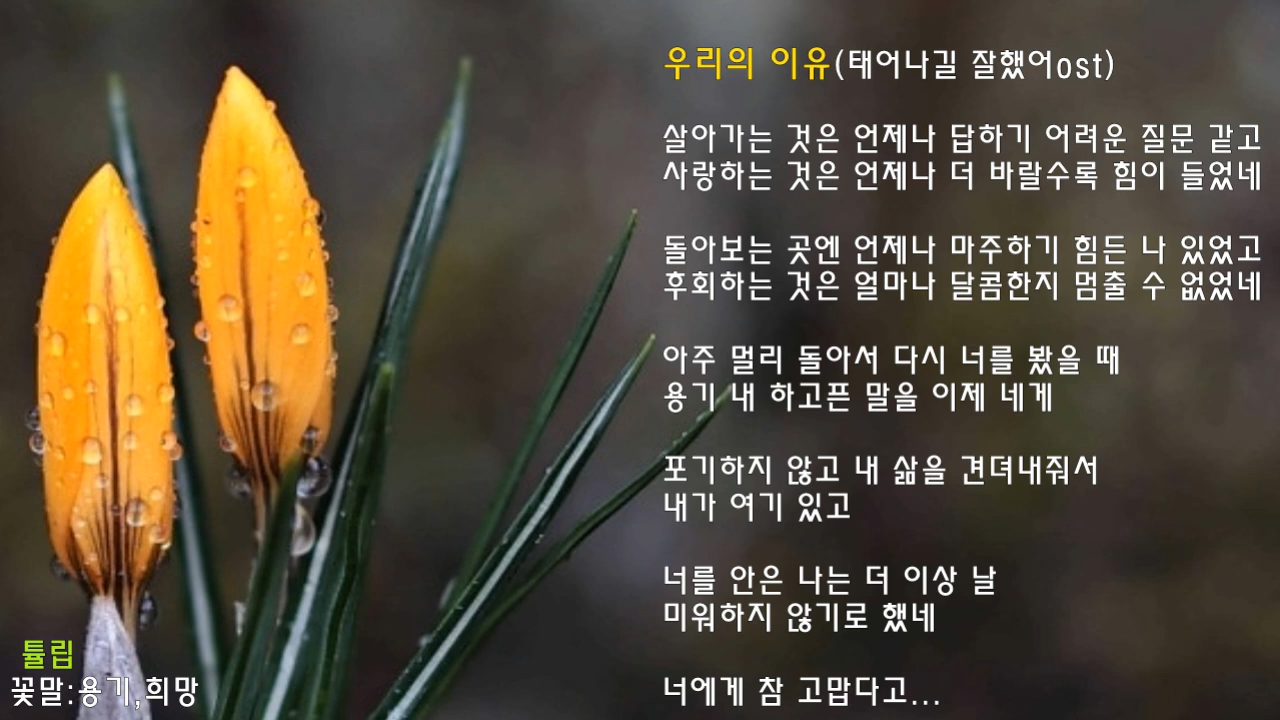 우리의 이유(태어나길 잘했어ost)
살아가는 것은 언제나 답하기 어려운 질문 같고
사랑하는 것은 언제나 더 바랄수록 힘이 들었네
돌아보는 곳엔 언제나 마주하기 힘든 나 있었고
후회하는 것은 얼마나 달콤한지 멈출 수 없었네
아주 멀리 돌아서 다시 너를 봤을 때
용기 내 하고픈 말을 이제 네게
포기하지 않고 내 삶을 견뎌내줘서
내가 여기 있고
너를 안은 나는 더 이상 날
미워하지 않기로 했네
너에게 참 고맙다고...
튤립
꽃말:용기,희망